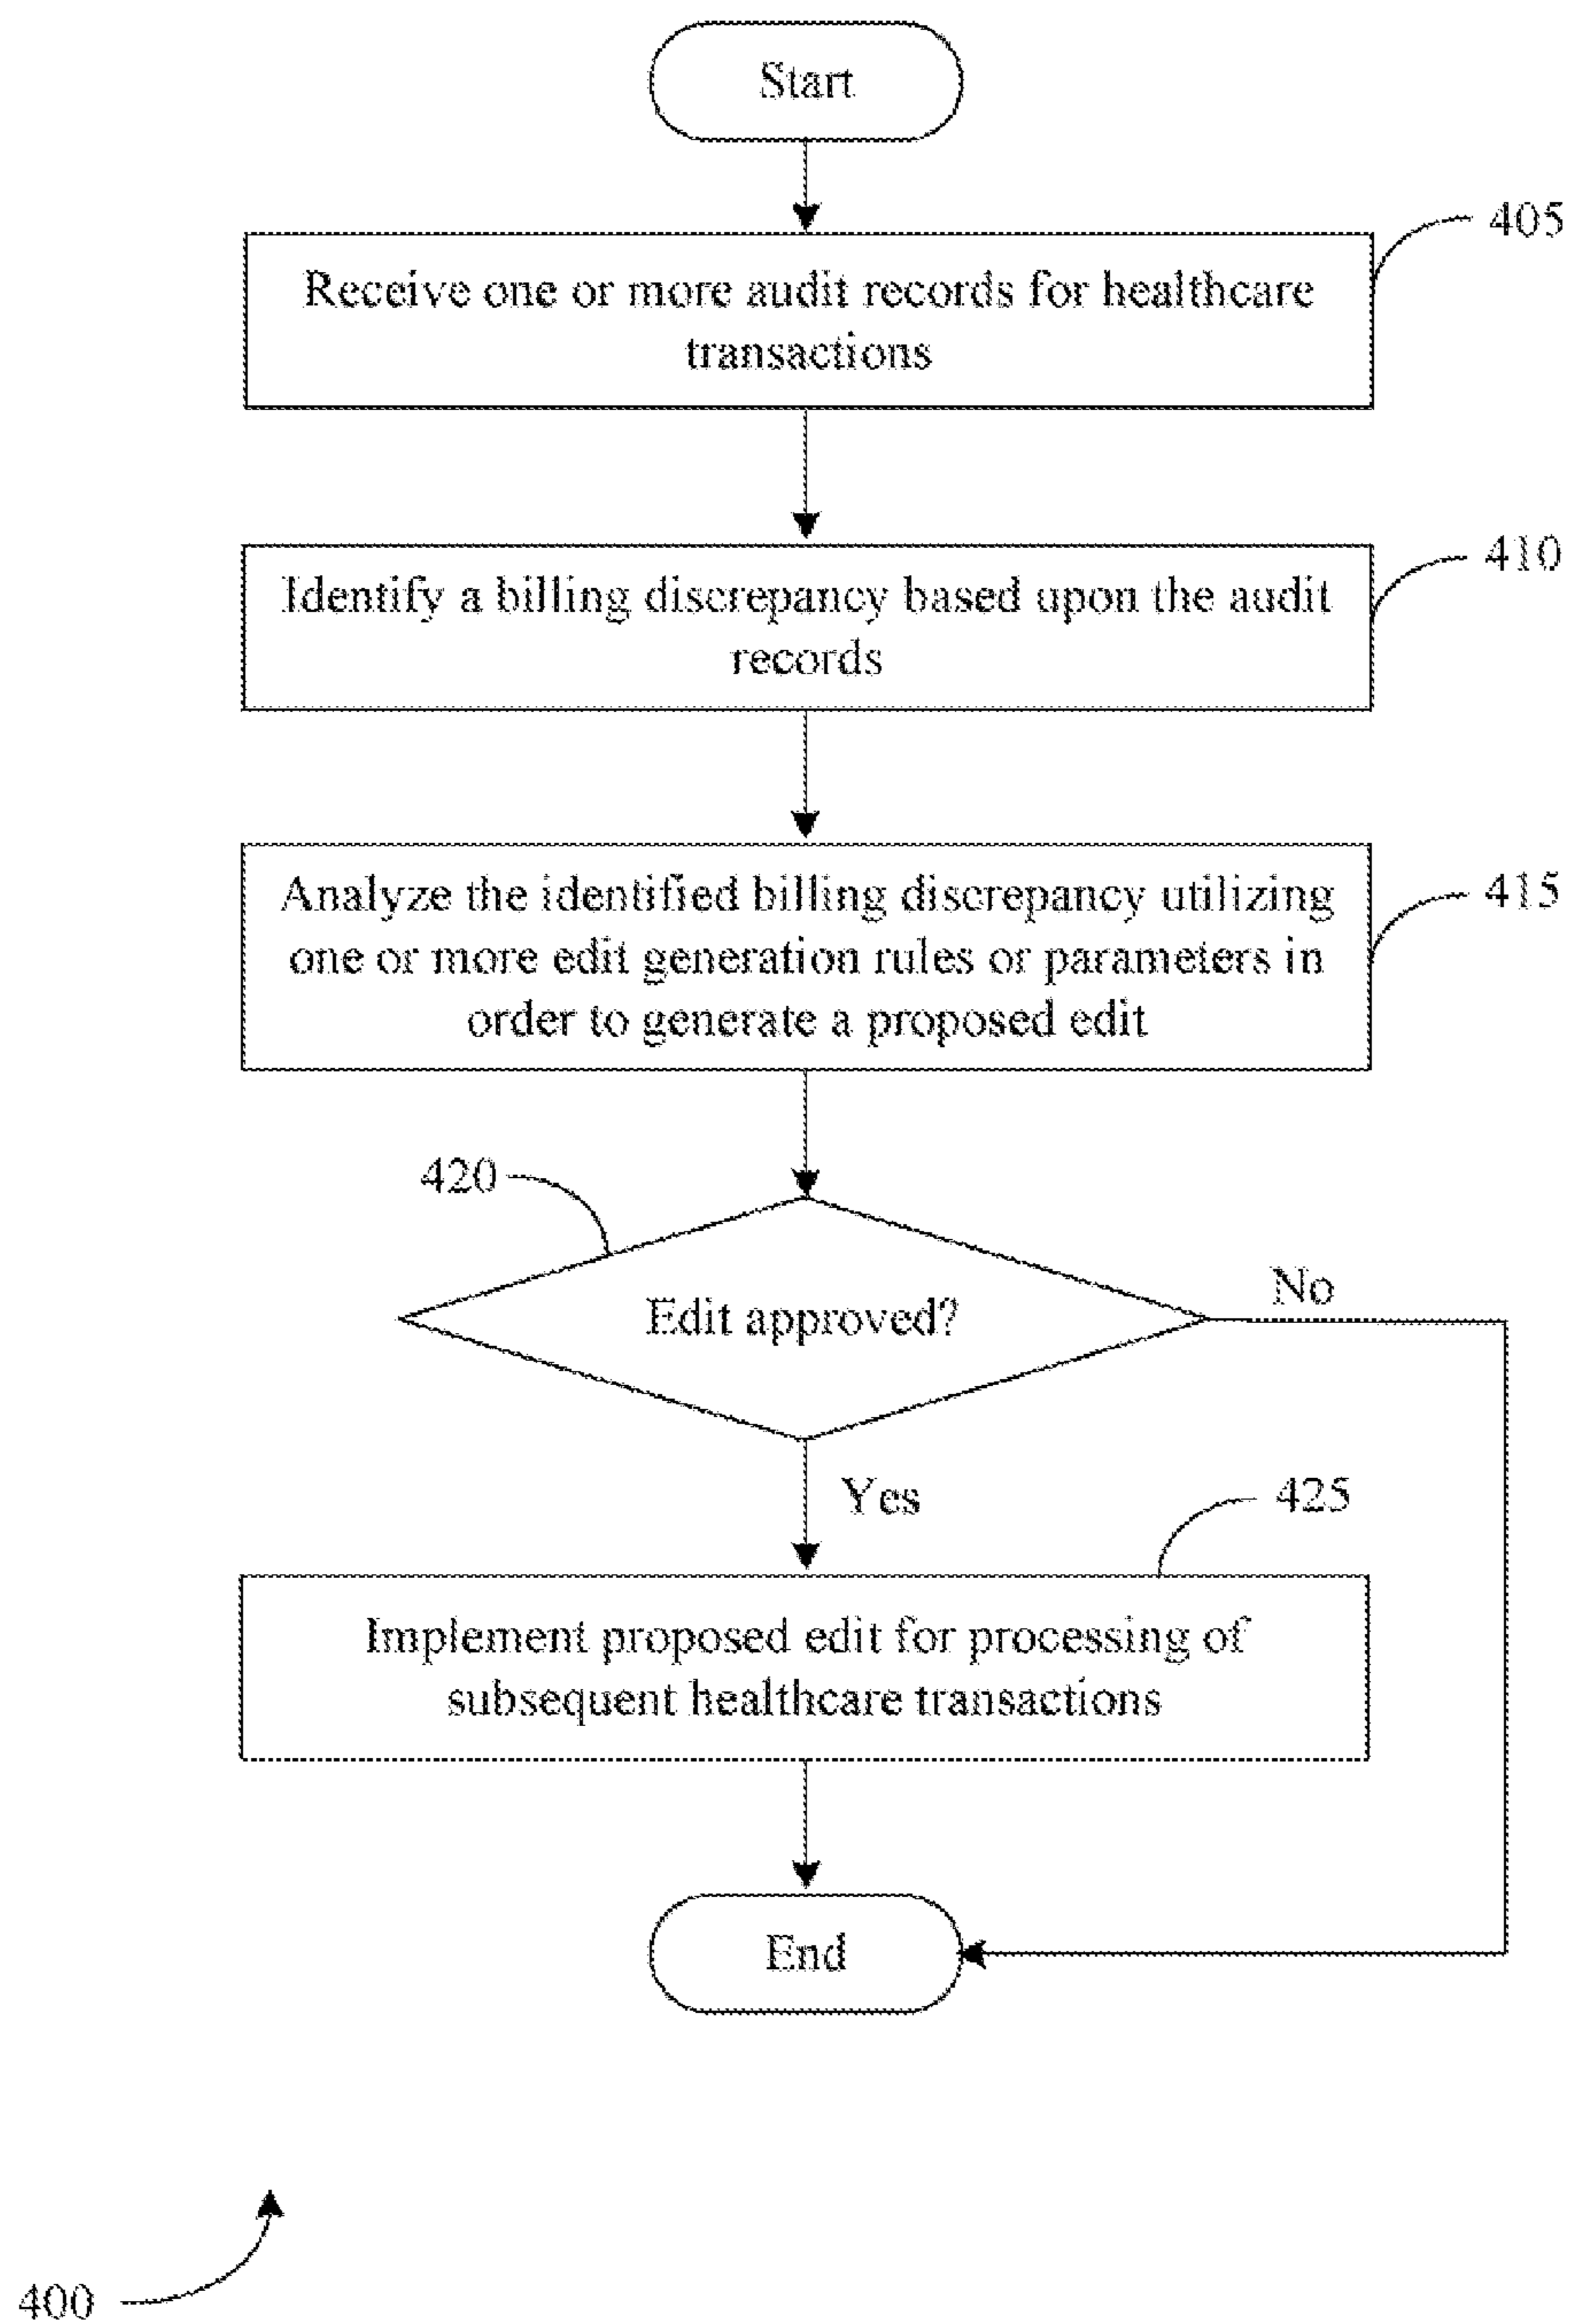 Start
405
Receive one or more audit records for healthcare
transactions
410
Identify a billing discrepancy based upon the audit
records
415
Analyze the identified billing discrepancy utilizing
one or more edit generation rules or parameters in
order to generate a proposed edit
420
Edit approved?
No
Yes
425
Implement proposed edit for processing of
subsequent healthcare transactions
End
400